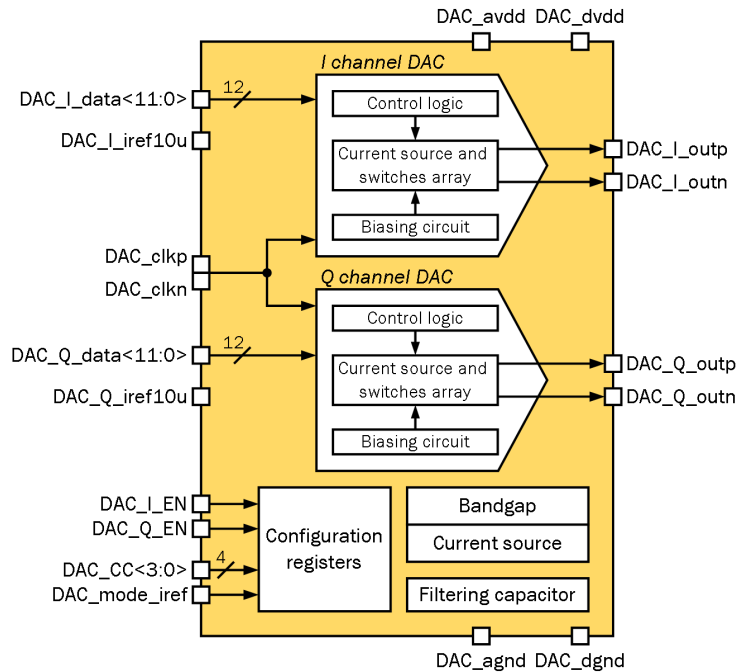 DAC_avdd DAC_dvdd
I channel DAC
DAC_I_data<11:0>
12
Control logic
DAC_I_iref10u
Current source and
switches array
DAC_I_outp
DAC_I_outn
Biasing circuit
DAC_clkp
DAC_clkn
Q channel DAC
Control logic
DAC_Q_data<11:0>
12
Current source and
switches array
DAC_Q_outp
DAC_Q_iref10u
DAC_Q_outn
Biasing circuit
DAC_I_EN
DAC_Q_EN
DAC_CC<3:0>
4
DAC_mode_iref
Configuration
registers
Bandgap
Current source
Filtering capacitor
DAC_agnd DAC_dgnd